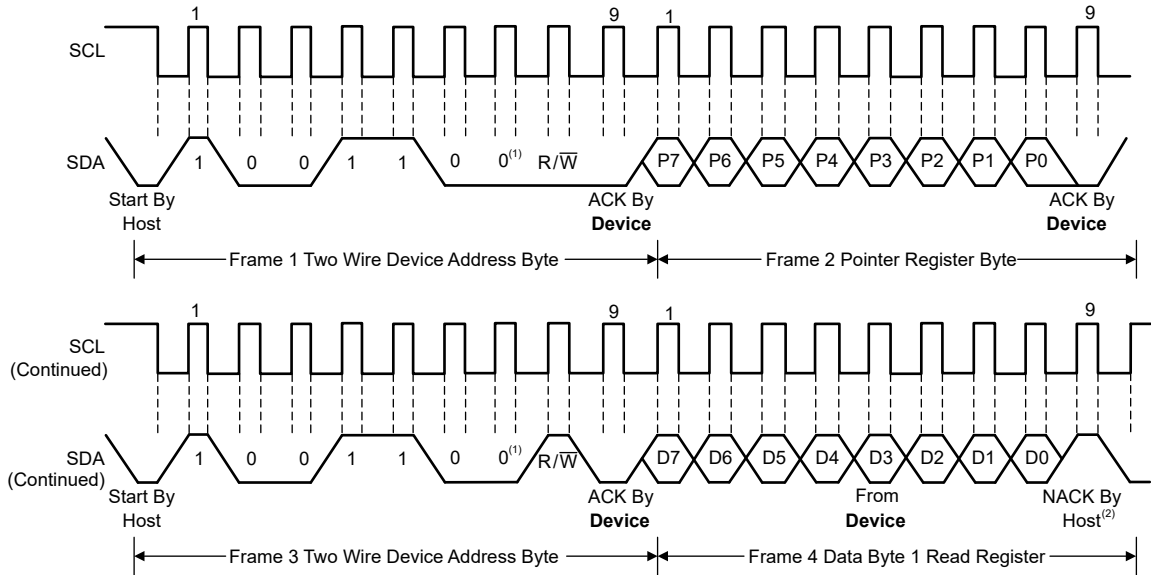 1 9 1 9
SCL
SDA 1 0 0 1 1 0 0(1) R/W̅ P7 P6 P5 P4 P3 P2 P1 P0
Start By
Host
ACK By
Device
ACK By
Device
Frame 1 Two Wire Device Address Byte Frame 2 Pointer Register Byte
1 9 1 9
SCL
(Continued)
SDA
(Continued)
1 0 0 1 1 0 0(1) R/W̅ D7 D6 D5 D4 D3 D2 D1 D0
Start By
Host
ACK By
Device
From
Device
NACK By
Host(2)
Frame 3 Two Wire Device Address Byte Frame 4 Data Byte 1 Read Register